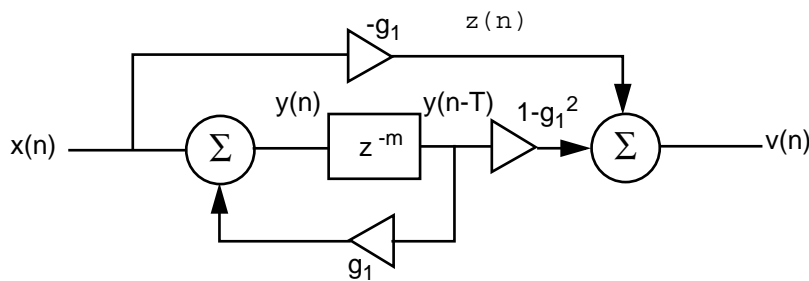 -g₁
z(n)
y(n)
y(n-T)
1-g₁²
x(n)
Σ
z⁻ᵐ
Σ
v(n)
g₁